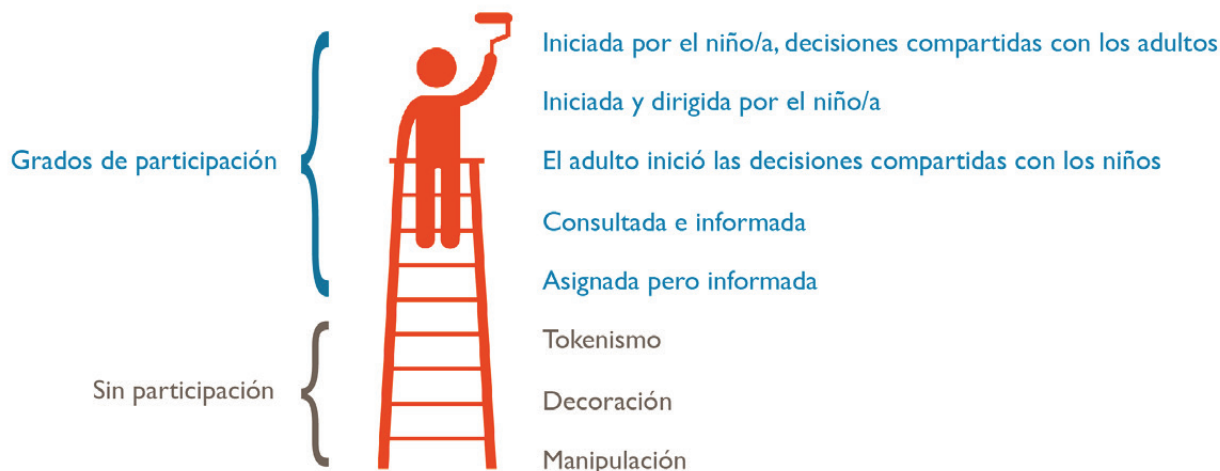 Grados de participación
Iniciada por el niño/a, decisiones compartidas con los adultos
Iniciada y dirigida por el niño/a
El adulto inició las decisiones compartidas con los niños
Consultada e informada
Asignada pero informada
Sin participación
Tokenismo
Decoración
Manipulación